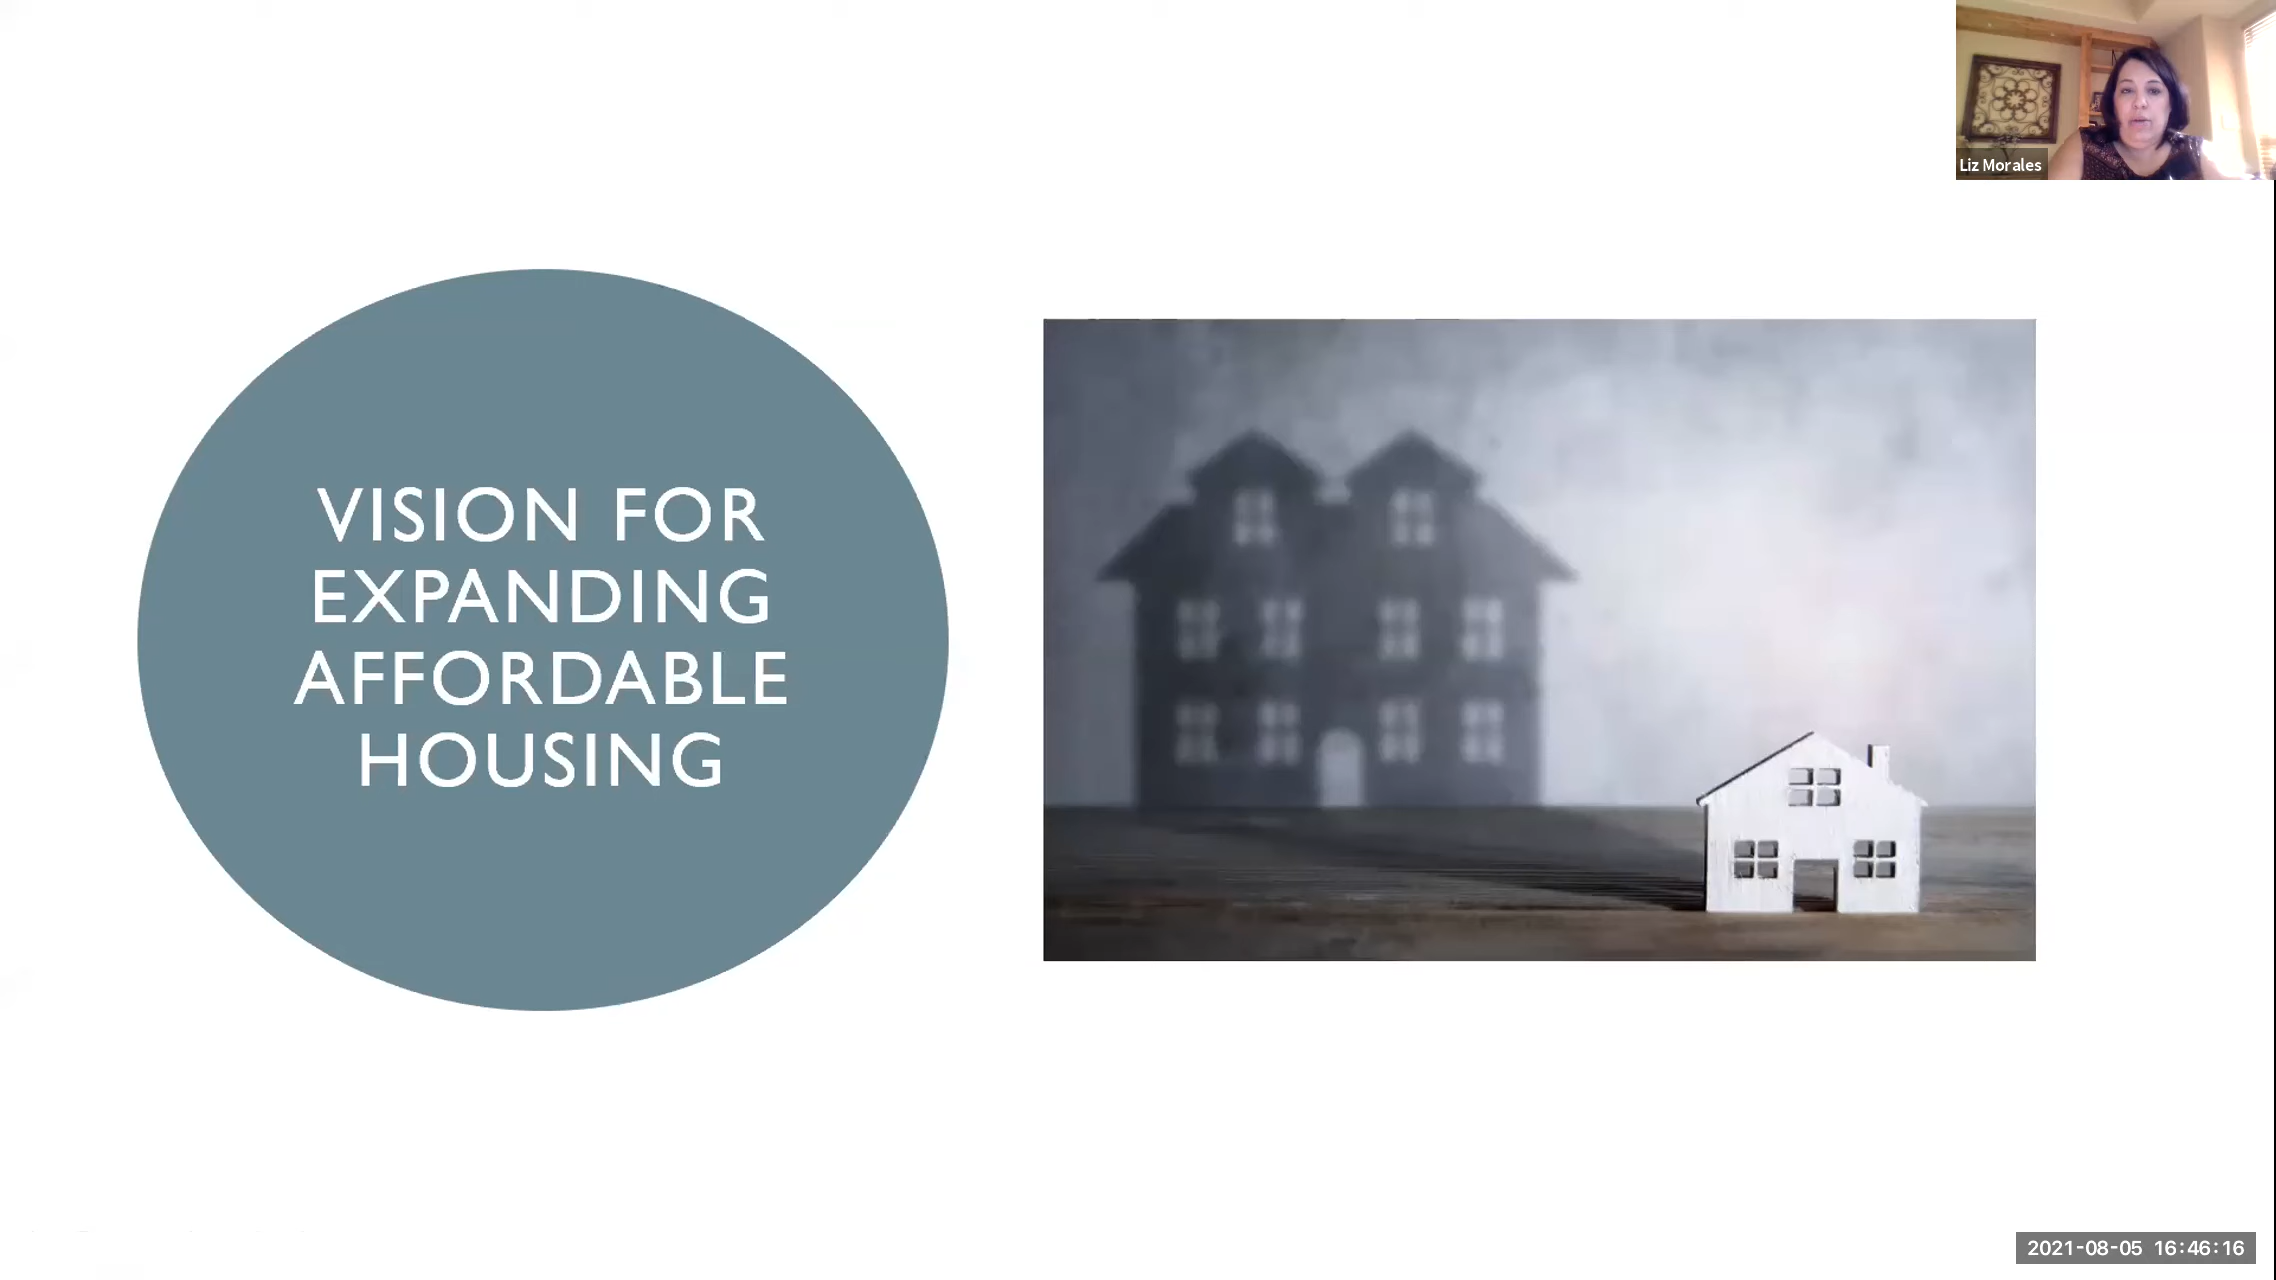 Liz Morales
VISION FOR
EXPANDING
AFFORDABLE
HOUSING
2021-08-05 16:46:16